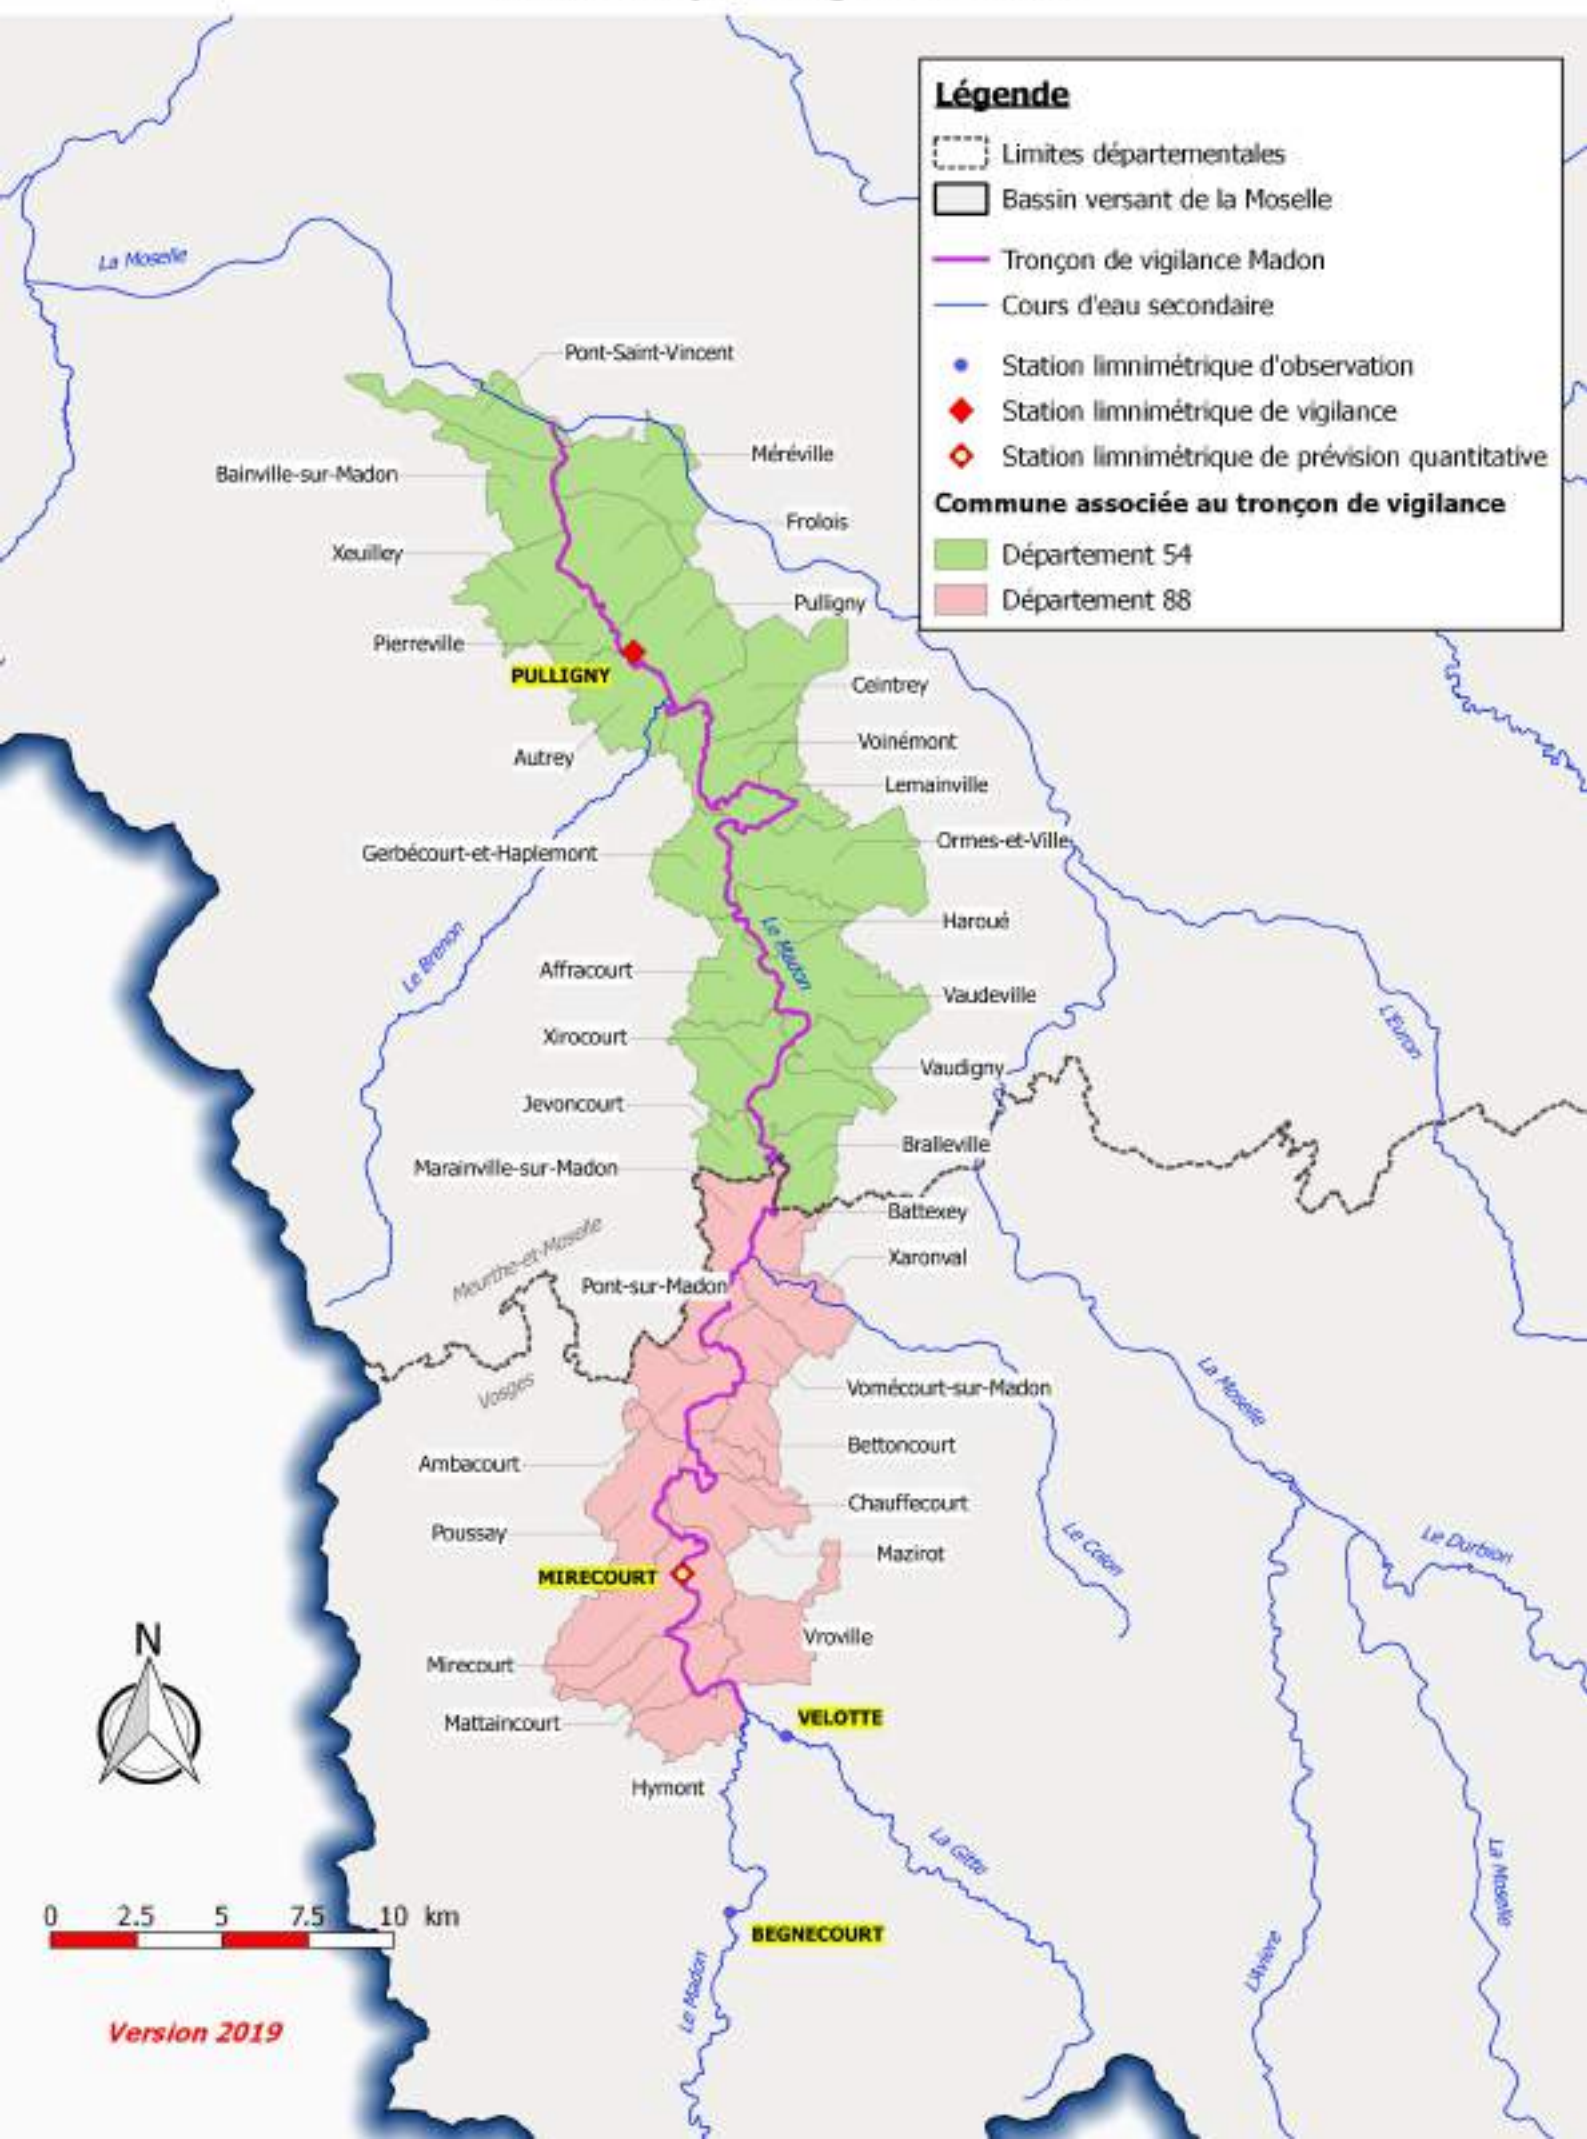 Légende
Limites départementales
Bassin versant de la Moselle
Tronçon de vigilance Madon
Cours d'eau secondaire
Station limnimétrique d'observation
Station limnimétrique de vigilance
Station limnimétrique de prévision quantitative
Commune associée au tronçon de vigilance
Département 54
Département 88
La Moselle
Pont-Saint-Vincent
Méréville
Bainville-sur-Madon
Frolois
Xeuilley
Pulligny
Pierreville
PULLIGNY
Ceintrey
Voinémont
Autrey
Lemainville
Ormes-et-Ville
Gerbécourt-et-Haplemont
Haroué
Le Brenon
Le Madon
Affracourt
Vaudeville
L'Euron
Xirocourt
Vaudigny
Jevoncourt
Bralleville
Marainville-sur-Madon
Battexey
Meurthe-et-Moselle
Xaronval
Pont-sur-Madon
Vosges
Vomécourt-sur-Madon
La Moselle
Bettoncourt
Ambacourt
Chauffecourt
Poussay
Mazirot
Le Colon
Le Durbion
MIRECOURT
N
Vroville
Mirecourt
Mattaincourt
VELOTTE
Hymont
La Gitte
La Moselle
0 2.5 5 7.5 10 km
BEGNECOURT
L'Avière
Le Madon
Version 2019